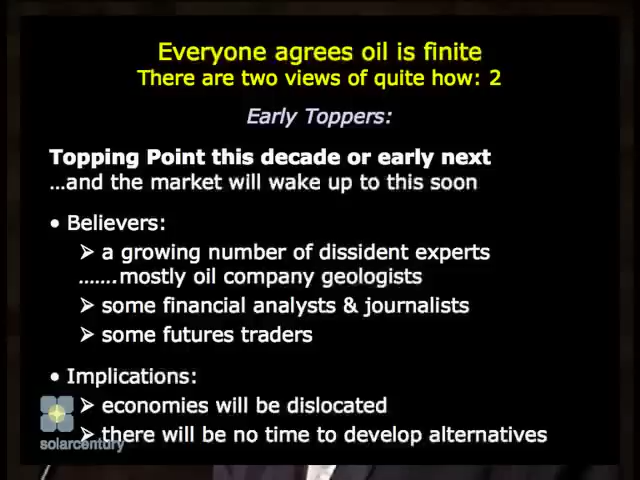 Everyone agrees oil is finite
There are two views of quite how: 2
Early Toppers:
Topping Point this decade or early next
…and the market will wake up to this soon
• Believers:
➢ a growing number of dissident experts
…….mostly oil company geologists
➢ some financial analysts & journalists
➢ some futures traders
• Implications:
➢ economies will be dislocated
➢ there will be no time to develop alternatives
solarcentury